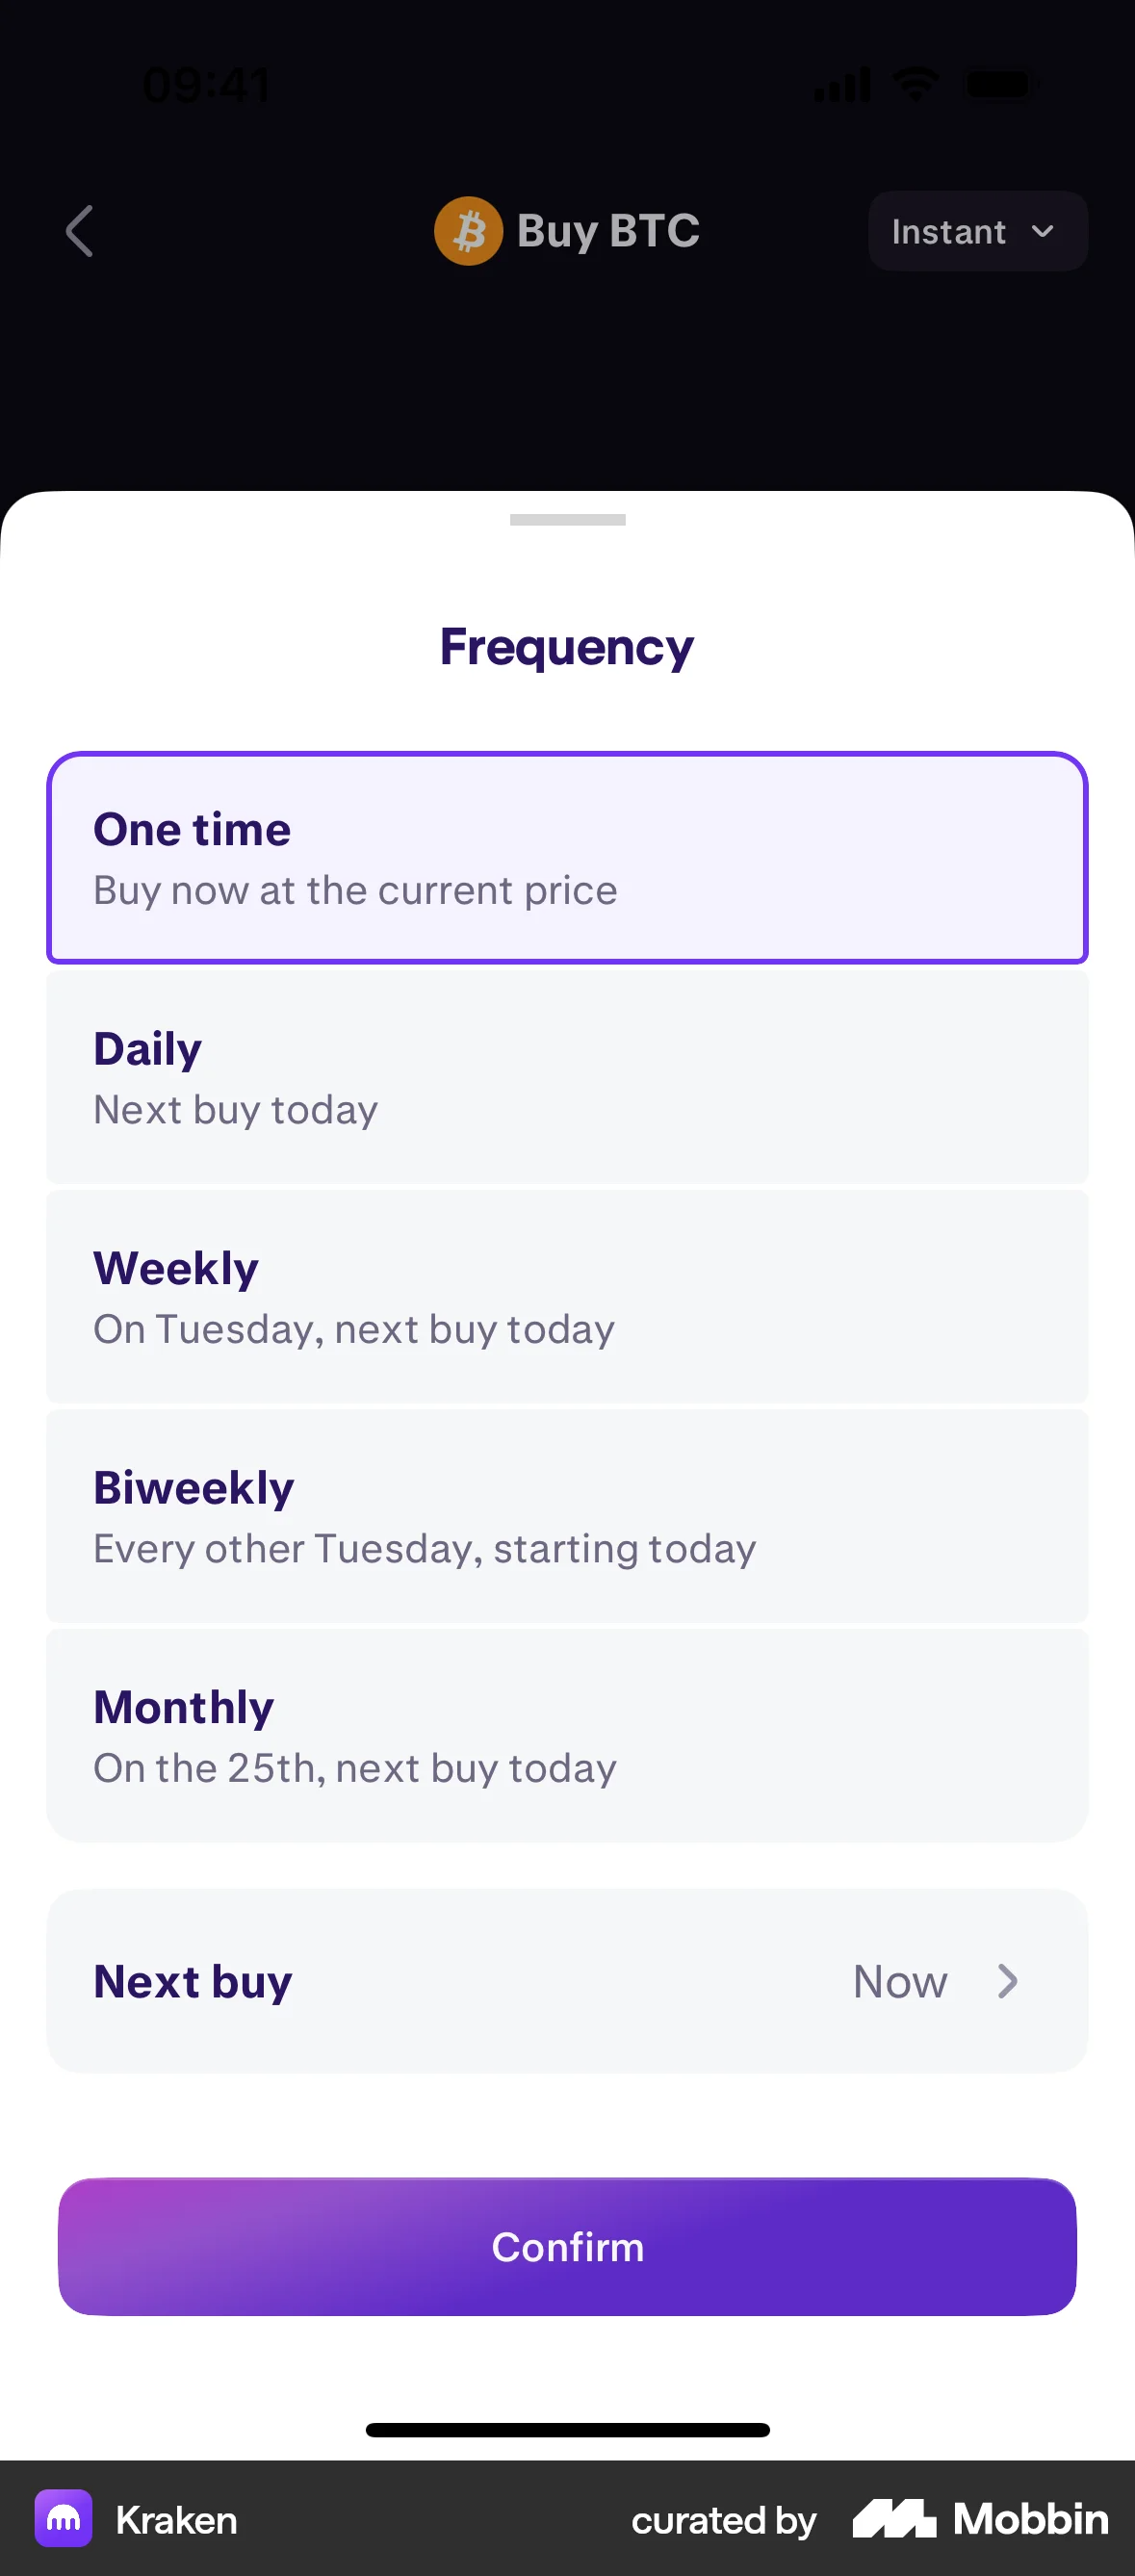 09:41
Buy BTC
Instant
Frequency
One time
Buy now at the current price
Daily
Next buy today
Weekly
On Tuesday, next buy today
Biweekly
Every other Tuesday, starting today
Monthly
On the 25th, next buy today
Next buy
Now
Confirm
Kraken
curated by
Mobbin